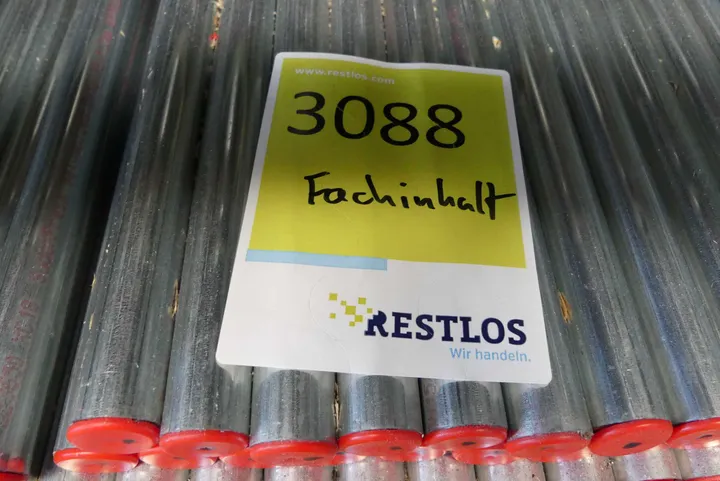 www.restlos.com
3088
Fachinhalt
RESTLOS
Wir handeln.